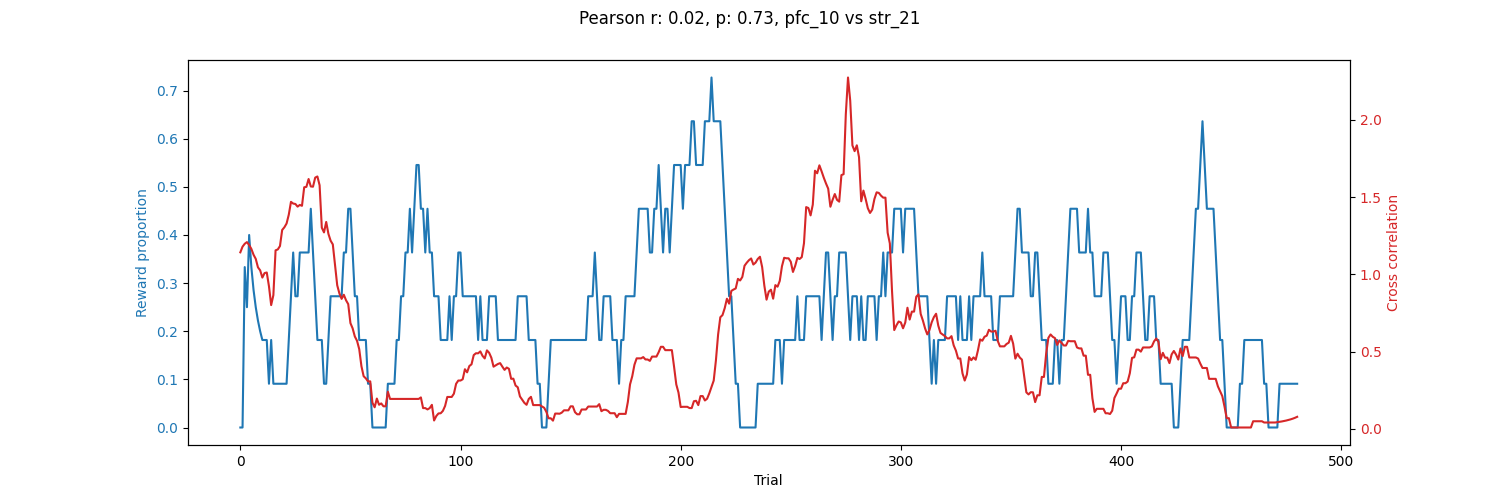 Pearson r: 0.02, p: 0.73, pfc_10 vs str_21
0.7
0.6
0.5
0.4
0.3
0.2
0.1
0.0
Reward proportion
2.0
1.5
1.0
0.5
0.0
Cross correlation
0 100 200 300 400 500
Trial